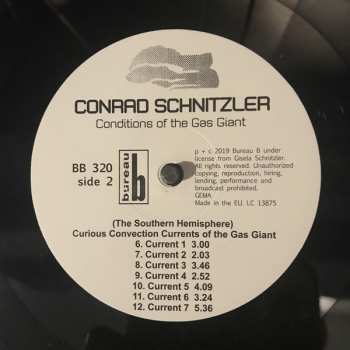 CONRAD SCHNITZLER
Conditions of the Gas Giant
BB 320
side 2
bureau b
p + c 2019 Bureau B under
license from Gisela Schnitzler.
All rights reserved. Unauthorized
copying, reproduction, hiring,
lending, performance and
broadcast prohibited.
GEMA
Made in the EU. LC 13875
(The Southern Hemisphere)
Curious Convection Currents of the Gas Giant
6. Current 1 3.00
7. Current 2 2.03
8. Current 3 3.46
9. Current 4 2.52
10. Current 5 4.09
11. Current 6 3.24
12. Current 7 5.36